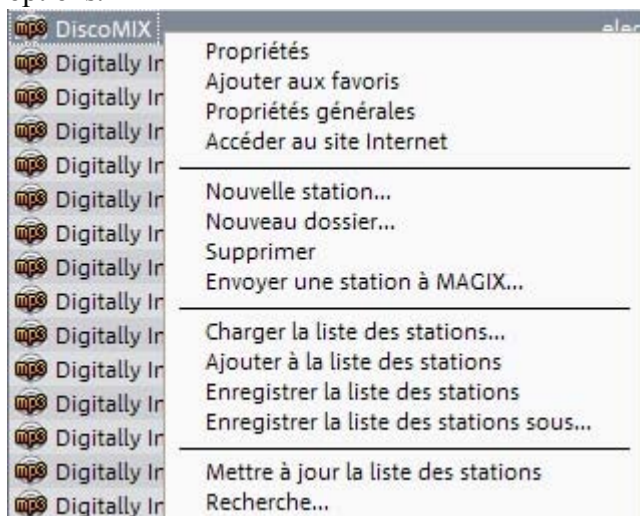 options.
DiscoMIX
elec
Digitally In
Digitally In
Digitally In
Digitally In
Digitally In
Digitally In
Digitally In
Digitally In
Digitally In
Digitally In
Digitally In
Digitally In
Digitally In
Digitally In
Propriétés
Ajouter aux favoris
Propriétés générales
Accéder au site Internet
Nouvelle station...
Nouveau dossier...
Supprimer
Envoyer une station à MAGIX...
Charger la liste des stations...
Ajouter à la liste des stations
Enregistrer la liste des stations
Enregistrer la liste des stations sous...
Mettre à jour la liste des stations
Recherche...